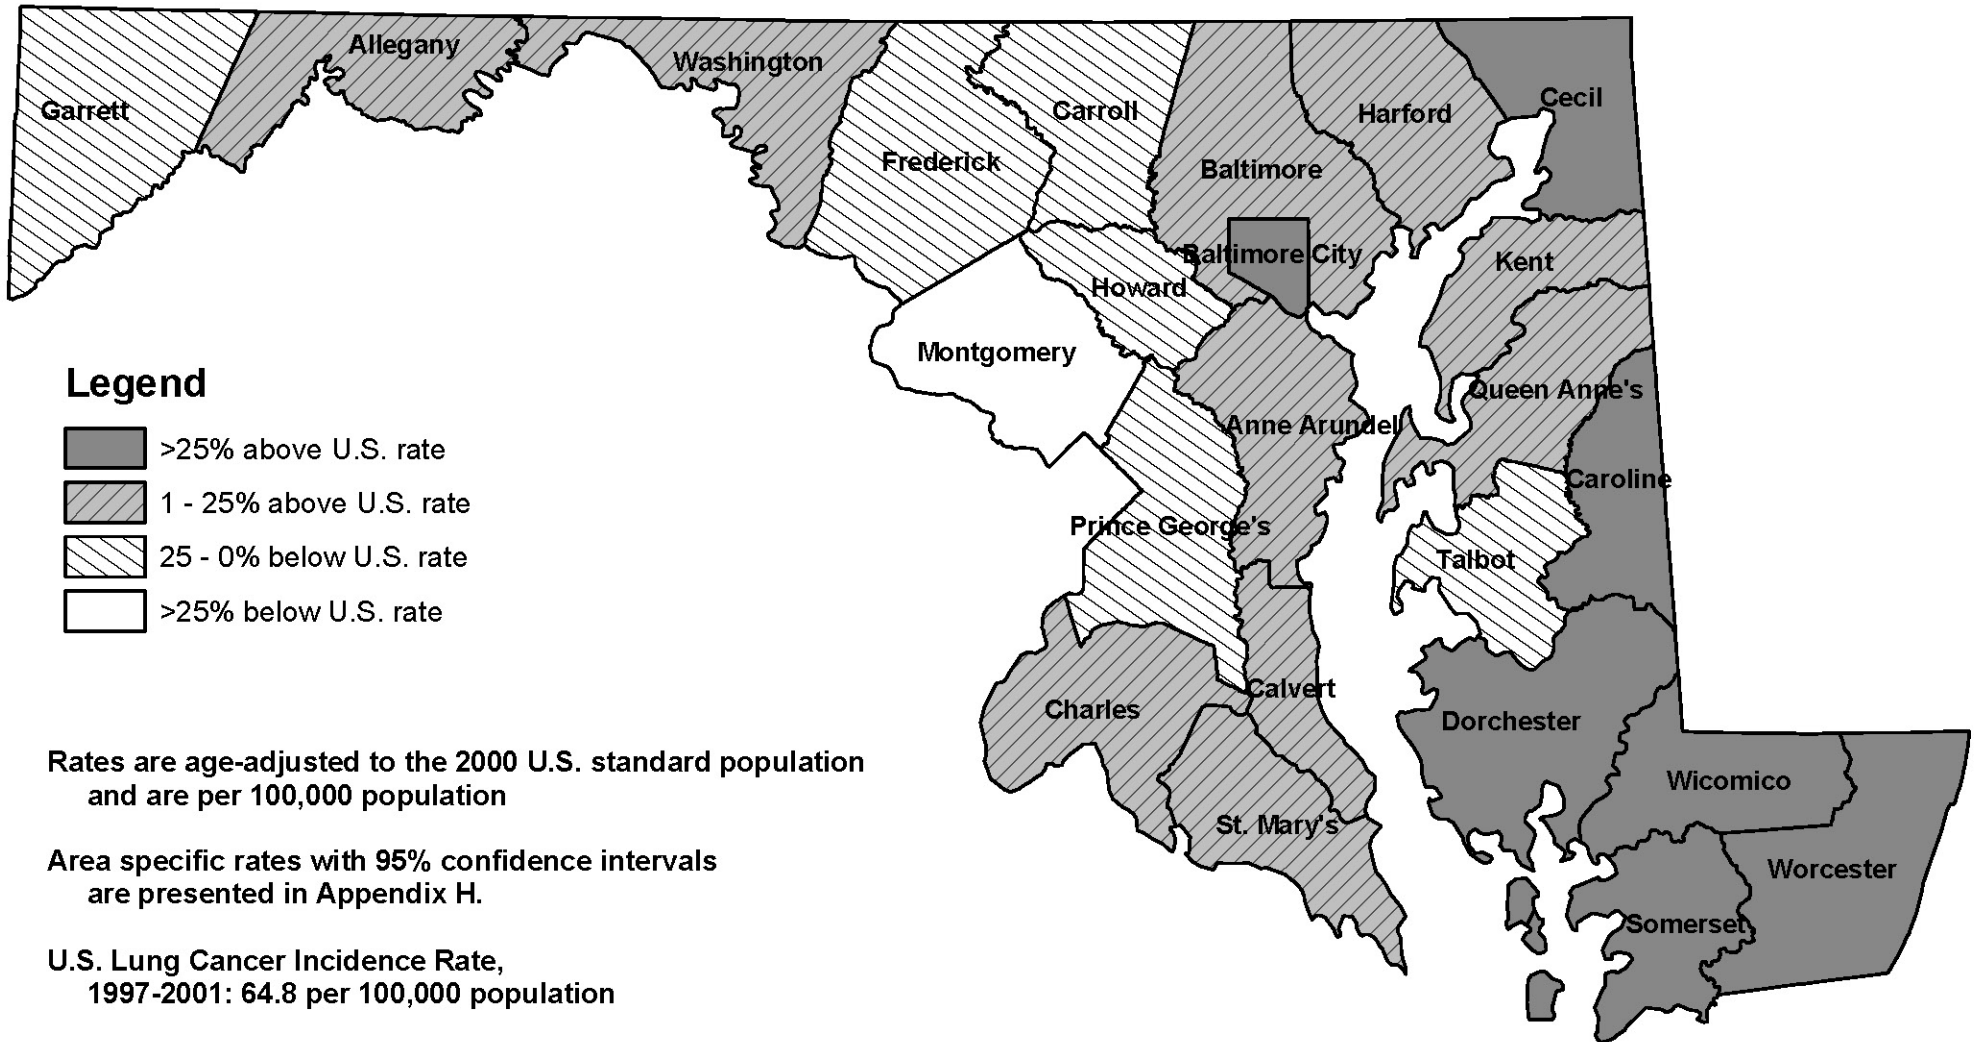 Allegany
Washington
Garrett
Carroll
Harford
Cecil
Frederick
Baltimore
Baltimore City
Kent
Howard
Montgomery
Queen Anne's
Anne Arundel
Caroline
Prince George's
Talbot
Charles
Calvert
Dorchester
St. Mary's
Wicomico
Worcester
Somerset
Legend
>25% above U.S. rate
1 - 25% above U.S. rate
25 - 0% below U.S. rate
>25% below U.S. rate
Rates are age-adjusted to the 2000 U.S. standard population
and are per 100,000 population
Area specific rates with 95% confidence intervals
are presented in Appendix H.
U.S. Lung Cancer Incidence Rate,
1997-2001: 64.8 per 100,000 population